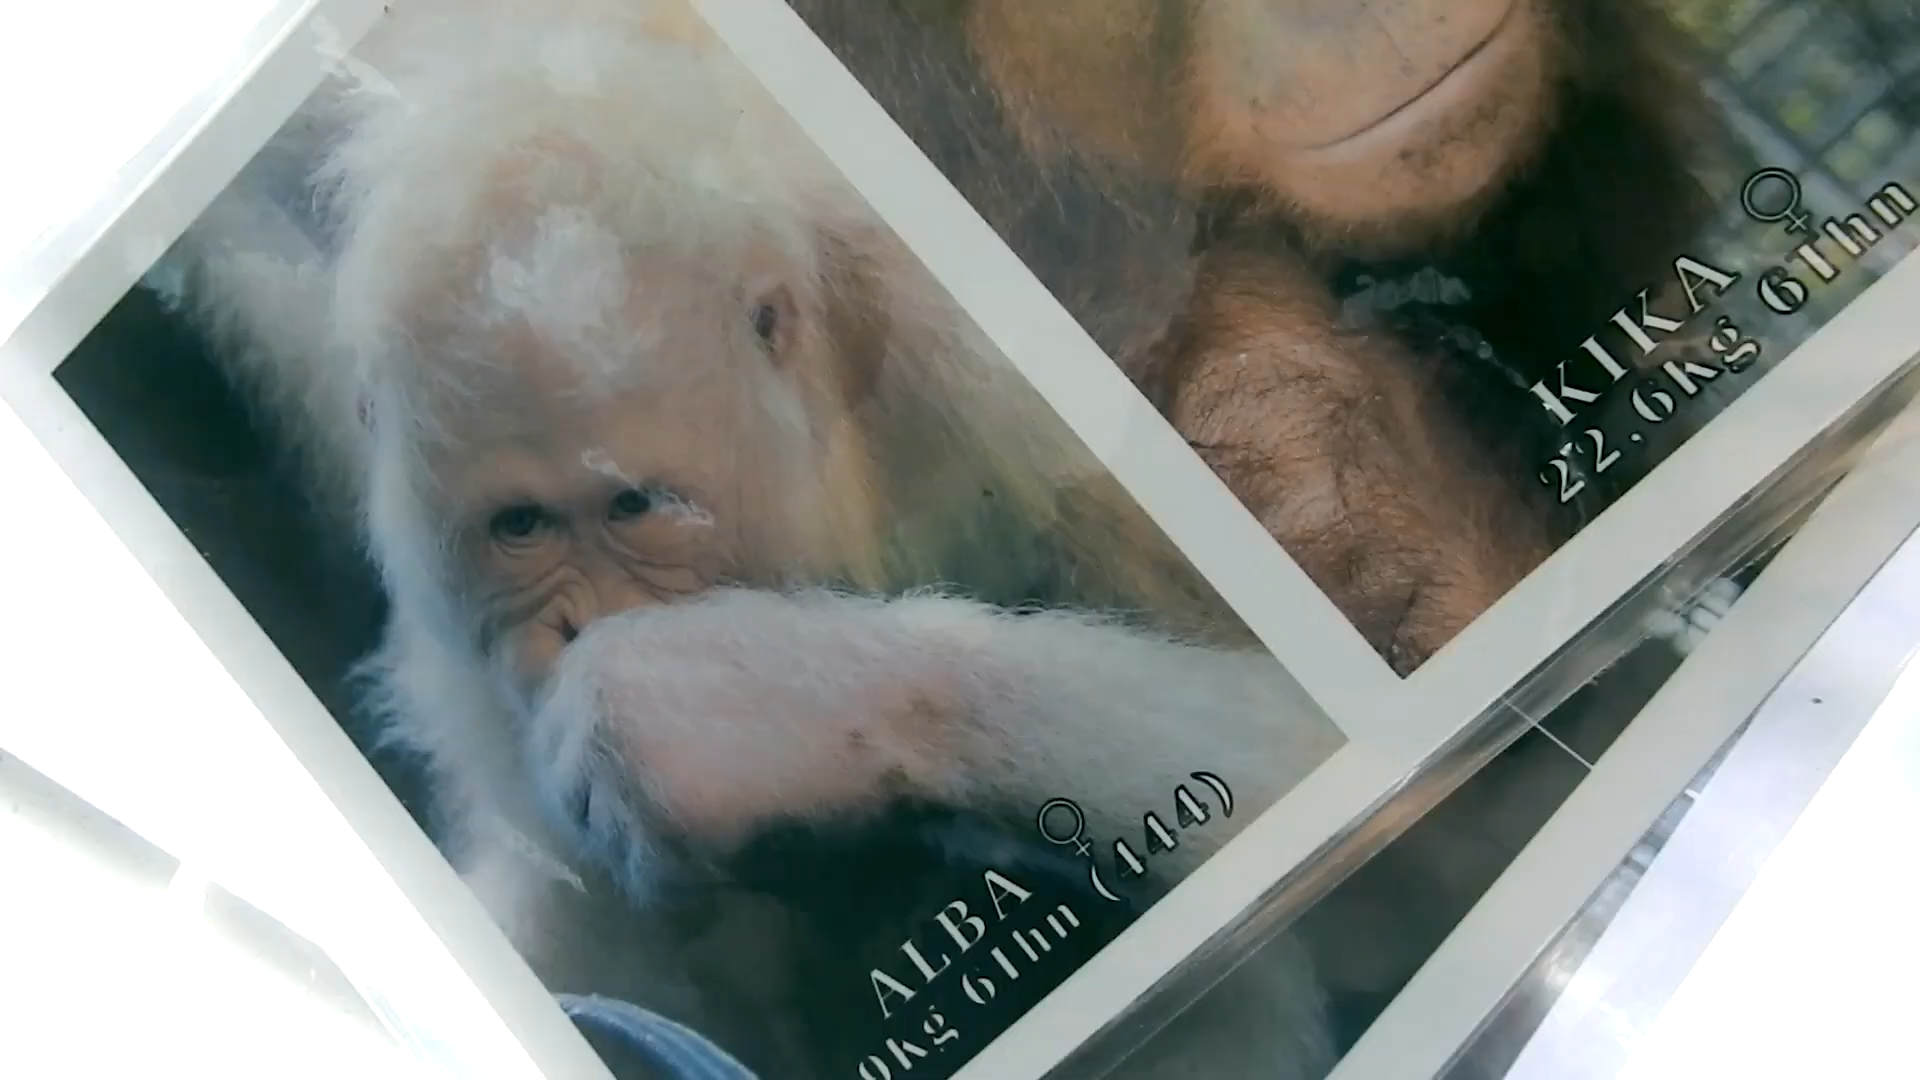 ALBA ♀
0kg 6Thn (444)
KIKA ♀
22,6kg 6Thn